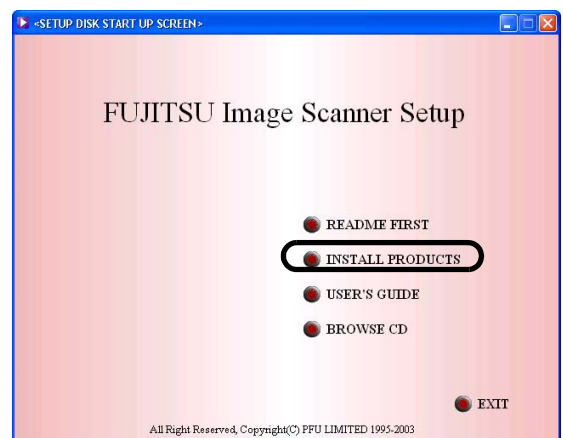 <SETUP DISK START UP SCREEN>
FUJITSU Image Scanner Setup
README FIRST
INSTALL PRODUCTS
USER'S GUIDE
BROWSE CD
EXIT
All Right Reserved, Copyright(C) PFU LIMITED 1995-2003